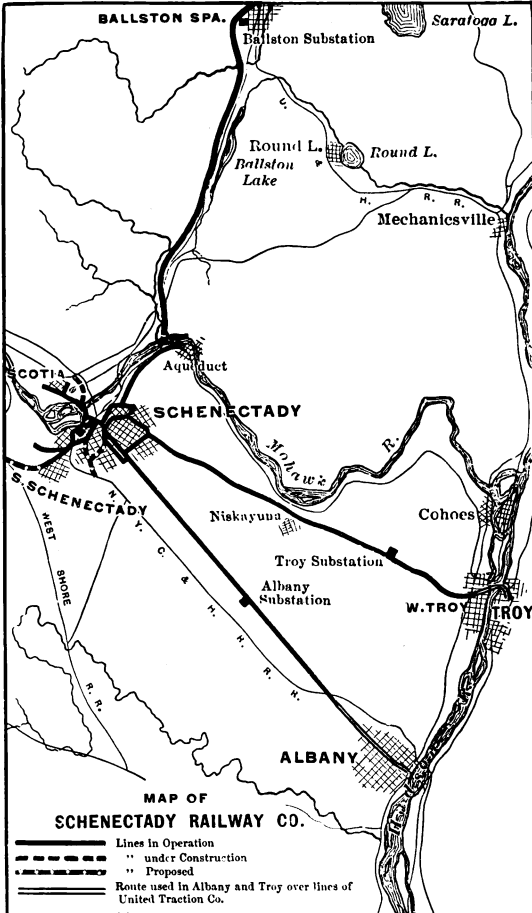 BALLSTON SPA.
Saratoga L.
Ballston Substation
D. & H. R. R.
Round L.
Round L.
Ballston
Lake
Mechanicsville
Aqueduct
SCOTIA
SCHENECTADY
Mohawk R.
S. SCHENECTADY
Niskayuna
Cohoes
N. Y. C. & H. R. R. R.
WEST SHORE R. R.
Troy Substation
Albany
Substation
W. TROY
TROY
ALBANY
MAP OF
SCHENECTADY RAILWAY CO.
Lines in Operation
" under Construction
" Proposed
Route used in Albany and Troy over lines of
United Traction Co.